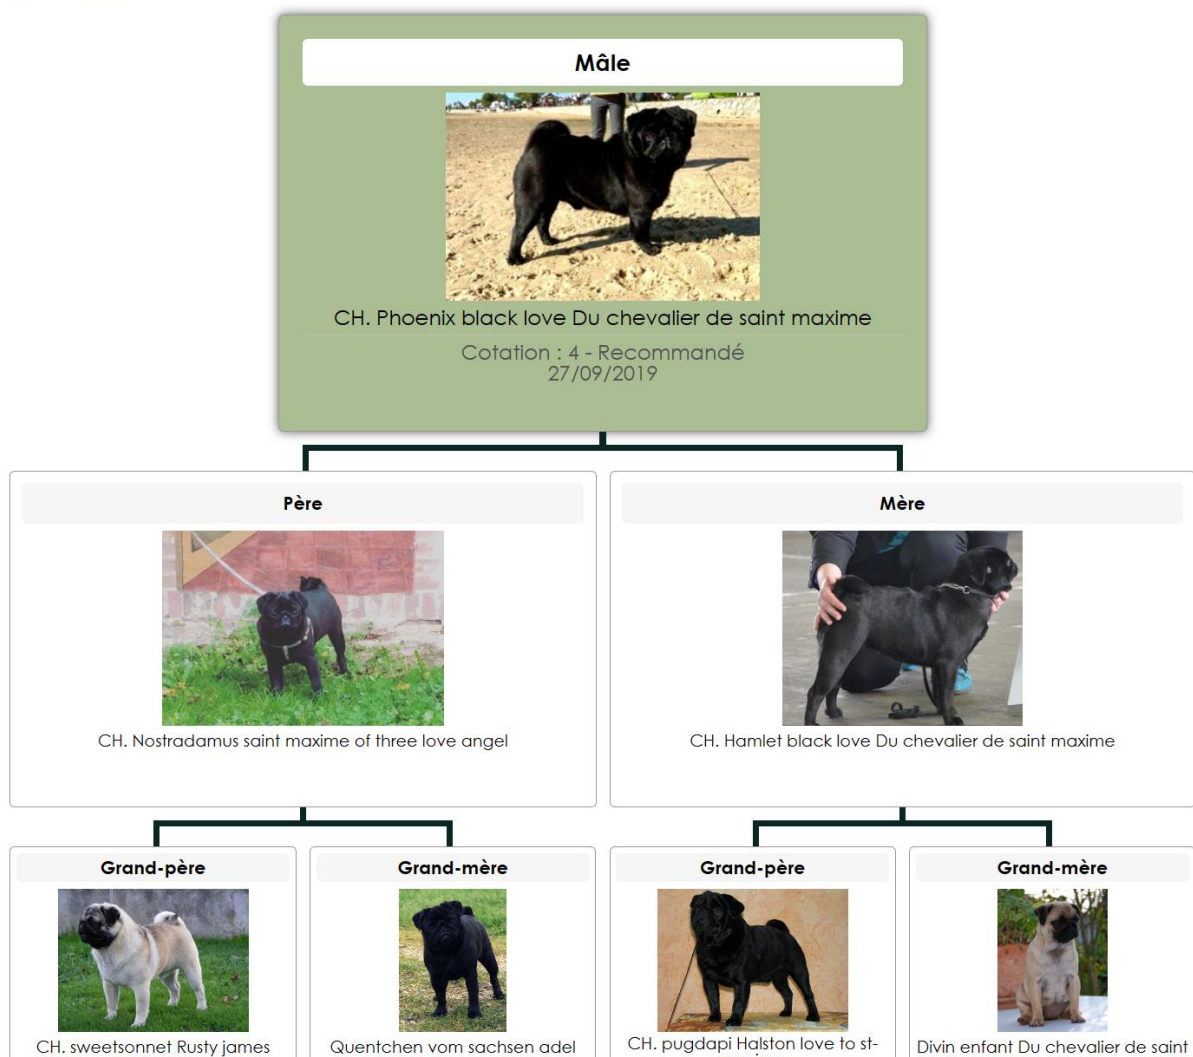 Mâle
CH. Phoenix black love Du chevalier de saint maxime
Cotation : 4 - Recommandé
27/09/2019
Père
CH. Nostradamus saint maxime of three love angel
Mère
CH. Hamlet black love Du chevalier de saint maxime
Grand-père
CH. sweetsonnet Rusty james
Grand-mère
Quentchen vom sachsen adel
Grand-père
CH. pugdapi Halston love to st-
Grand-mère
Divin enfant Du chevalier de saint